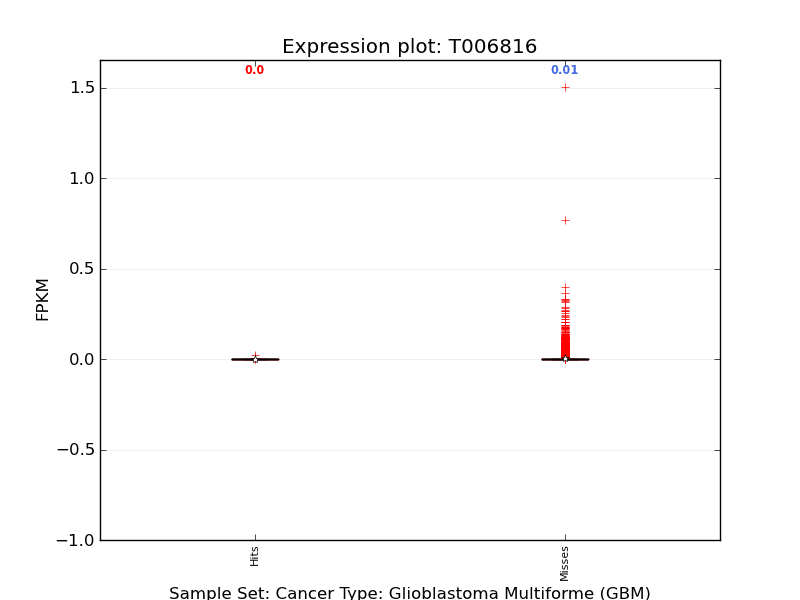 Expression plot: T006816
0.0
0.01
1.5
1.0
0.5
0.0
−0.5
−1.0
FPKM
Hits
Misses
Sample Set: Cancer Type: Glioblastoma Multiforme (GBM)